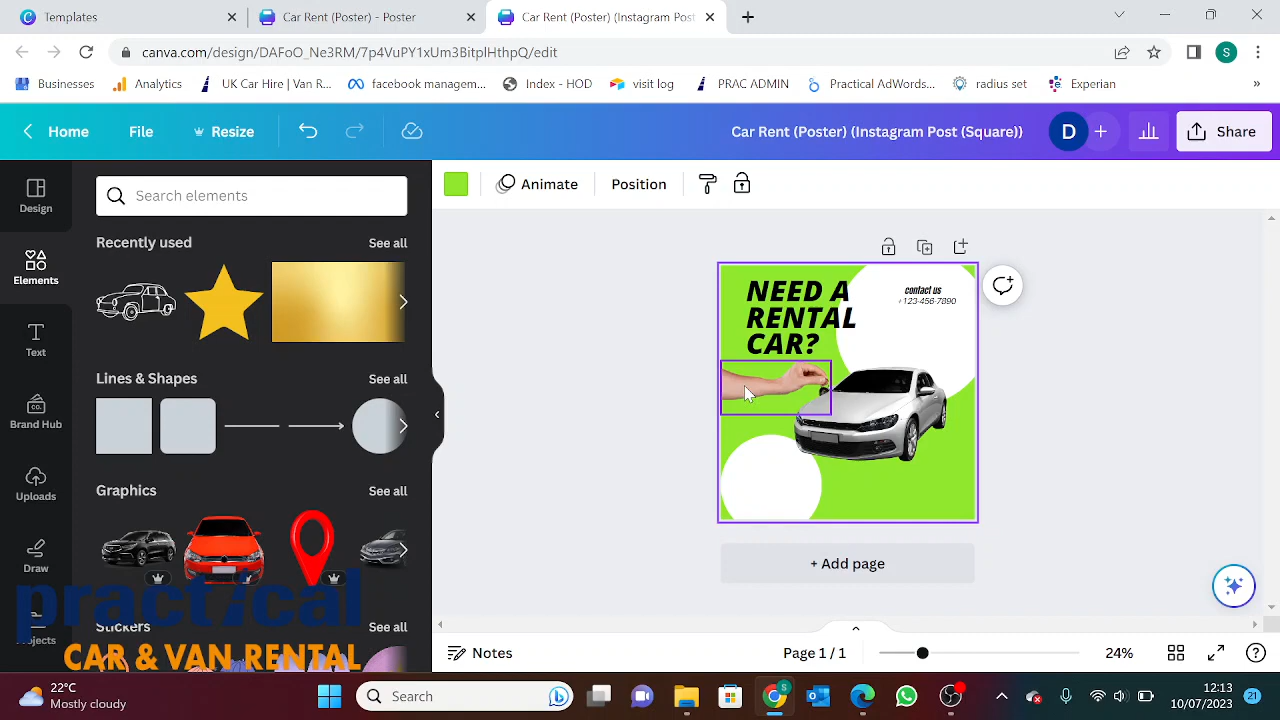 Templates
Car Rent (Poster) - Poster
Car Rent (Poster) (Instagram Post
canva.com/design/DAFoO_Ne3RM/7p4VuPY1xUm3BitplHthpQ/edit
S
Businesses
Analytics
UK Car Hire | Van R...
facebook managem...
Index - HOD
visit log
PRAC ADMIN
Practical AdWords...
radius set
Experian
»
Home
File
Resize
Car Rent (Poster) (Instagram Post (Square))
D
Share
Design
Elements
Text
Brand Hub
Uploads
Draw
Search elements
Recently used
See all
Lines & Shapes
See all
Graphics
See all
Stickers
See all
practical
CAR & VAN RENTAL
Animate
Position
NEED A
RENTAL
CAR?
contact us
123-456-7890
+ Add page
Notes
Page 1 / 1
24%
22°C
Mostly cloudy
Search
12:13
10/07/2023
21